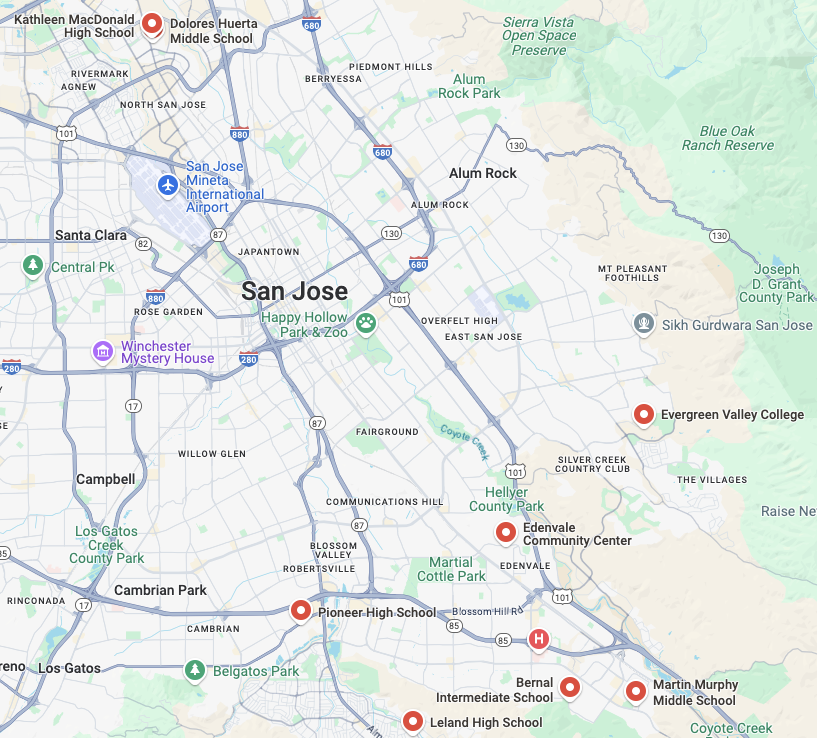 Kathleen MacDonald
High School
Dolores Huerta
Middle School
680
Sierra Vista
Open Space
Preserve
RIVERMARK
AGNEW
PIEDMONT HILLS
BERRYESSA
Alum
Rock Park
NORTH SAN JOSE
101
880
680
130
Blue Oak
Ranch Reserve
San Jose
Mineta
International
Airport
Alum Rock
ALUM ROCK
Santa Clara
82
87
130
130
JAPANTOWN
Central Pk
680
MT PLEASANT
FOOTHILLS
Joseph
D. Grant
County Park
880
San Jose
101
ROSE GARDEN
Happy Hollow
Park & Zoo
OVERFELT HIGH
EAST SAN JOSE
Sikh Gurdwara San Jose
Winchester
Mystery House
280
280
17
Evergreen Valley College
87
FAIRGROUND
Coyote Creek
WILLOW GLEN
SILVER CREEK
COUNTRY CLUB
101
Campbell
THE VILLAGES
Hellyer
County Park
COMMUNICATIONS HILL
Raise Ne
87
Los Gatos
Creek
County Park
Edenvale
Community Center
BLOSSOM
VALLEY
ROBERTSVILLE
Martial
Cottle Park
EDENVALE
85
Cambrian Park
101
RINCONADA
17
Pioneer High School
Blossom Hill Rd
CAMBRIAN
85
85
H
reno
Los Gatos
Belgatos Park
Bernal
Intermediate School
Martin Murphy
Middle School
Leland High School
Coyote Creek